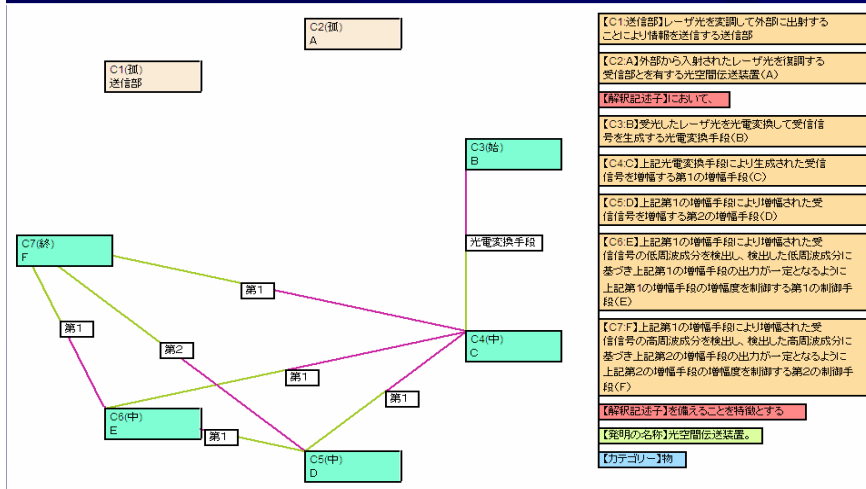 C2(孤)
A
C1(孤)
送信部
C3(始)
B
光電変換手段
C7(終)
F
第1
第1
第2
C4(中)
C
第1
第1
C6(中)
E
第1
C5(中)
D
【C1:送信部】レーザ光を変調して外部に出射する
ことにより情報を送信する送信部
【C2:A】外部から入射されたレーザ光を復調する
受信部とを有する光空間伝送装置(A)
【解釈記述子】において、
【C3:B】受光したレーザ光を光電変換して受信信
号を生成する光電変換手段(B)
【C4:C】上記光電変換手段により生成された受信
信号を増幅する第1の増幅手段(C)
【C5:D】上記第1の増幅手段により増幅された受
信信号を増幅する第2の増幅手段(D)
【C6:E】上記第1の増幅手段により増幅された受
信信号の低周波成分を検出し、検出した低周波成分に
基づき上記第1の増幅手段の出力が一定となるように
上記第1の増幅手段の増幅度を制御する第1の制御手
段(E)
【C7:F】上記第1の増幅手段により増幅された受
信信号の高周波成分を検出し、検出した高周波成分に
基づき上記第2の増幅手段の出力が一定となるように
上記第2の増幅手段の増幅度を制御する第2の制御手
段(F)
【解釈記述子】を備えることを特徴とする
【発明の名称】光空間伝送装置。
【カテゴリー】物